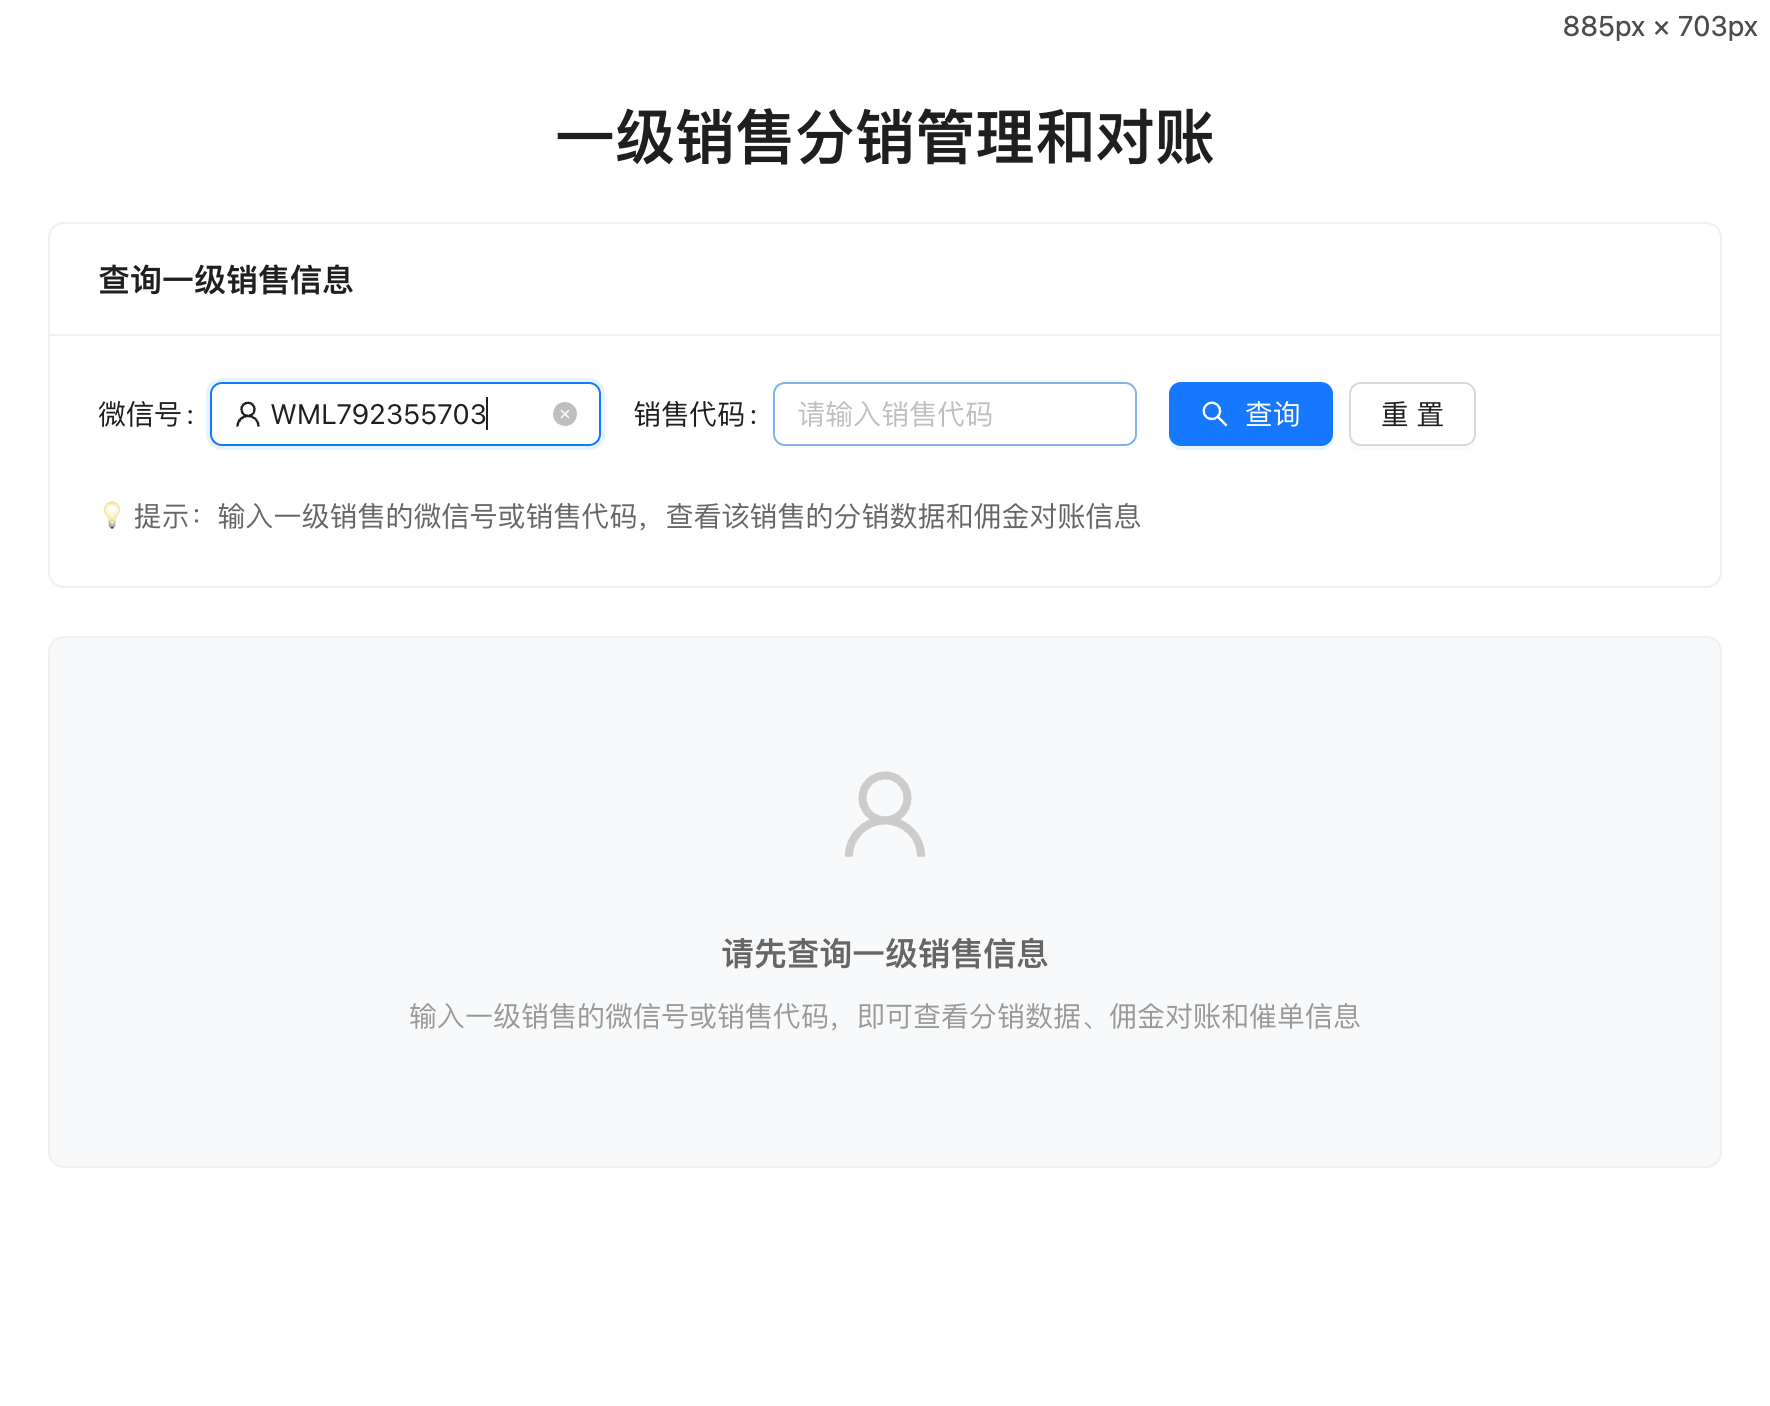 885px × 703px
一级销售分销管理和对账
查询一级销售信息
微信号： WML792355703 销售代码： 请输入销售代码 查询 重 置
💡 提示：输入一级销售的微信号或销售代码，查看该销售的分销数据和佣金对账信息
请先查询一级销售信息
输入一级销售的微信号或销售代码，即可查看分销数据、佣金对账和催单信息